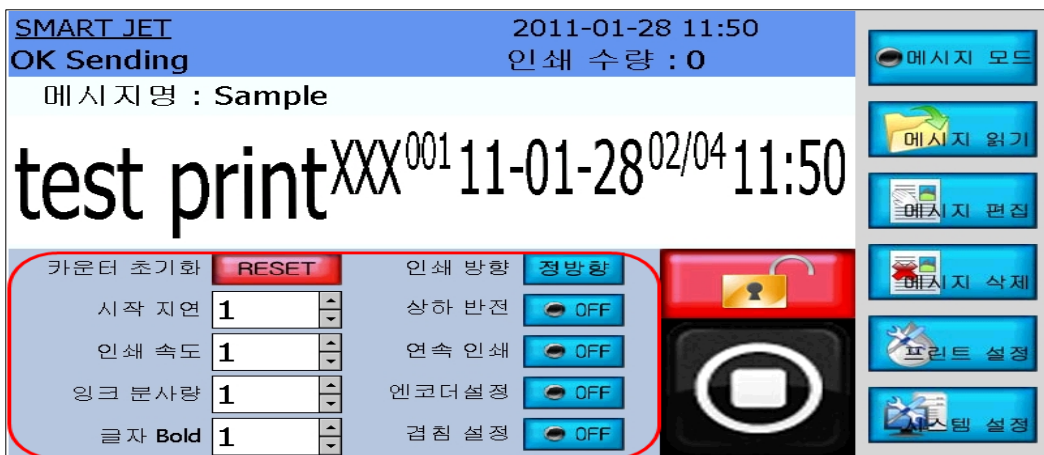 SMART JET 2011-01-28 11:50
OK Sending 인쇄 수량 : 0
메시지명 : Sample
test print XXX 001 11-01-28 02/04 11:50
카운터 초기화 RESET 인쇄 방향 정방향
시작 지연 1 상하 반전 OFF
인쇄 속도 1 연속 인쇄 OFF
잉크 분사량 1 엔코더설정 OFF
글자 Bold 1 겹침 설정 OFF
메시지 모드
메시지 읽기
메시지 편집
메시지 삭제
프린트 설정
시스템 설정